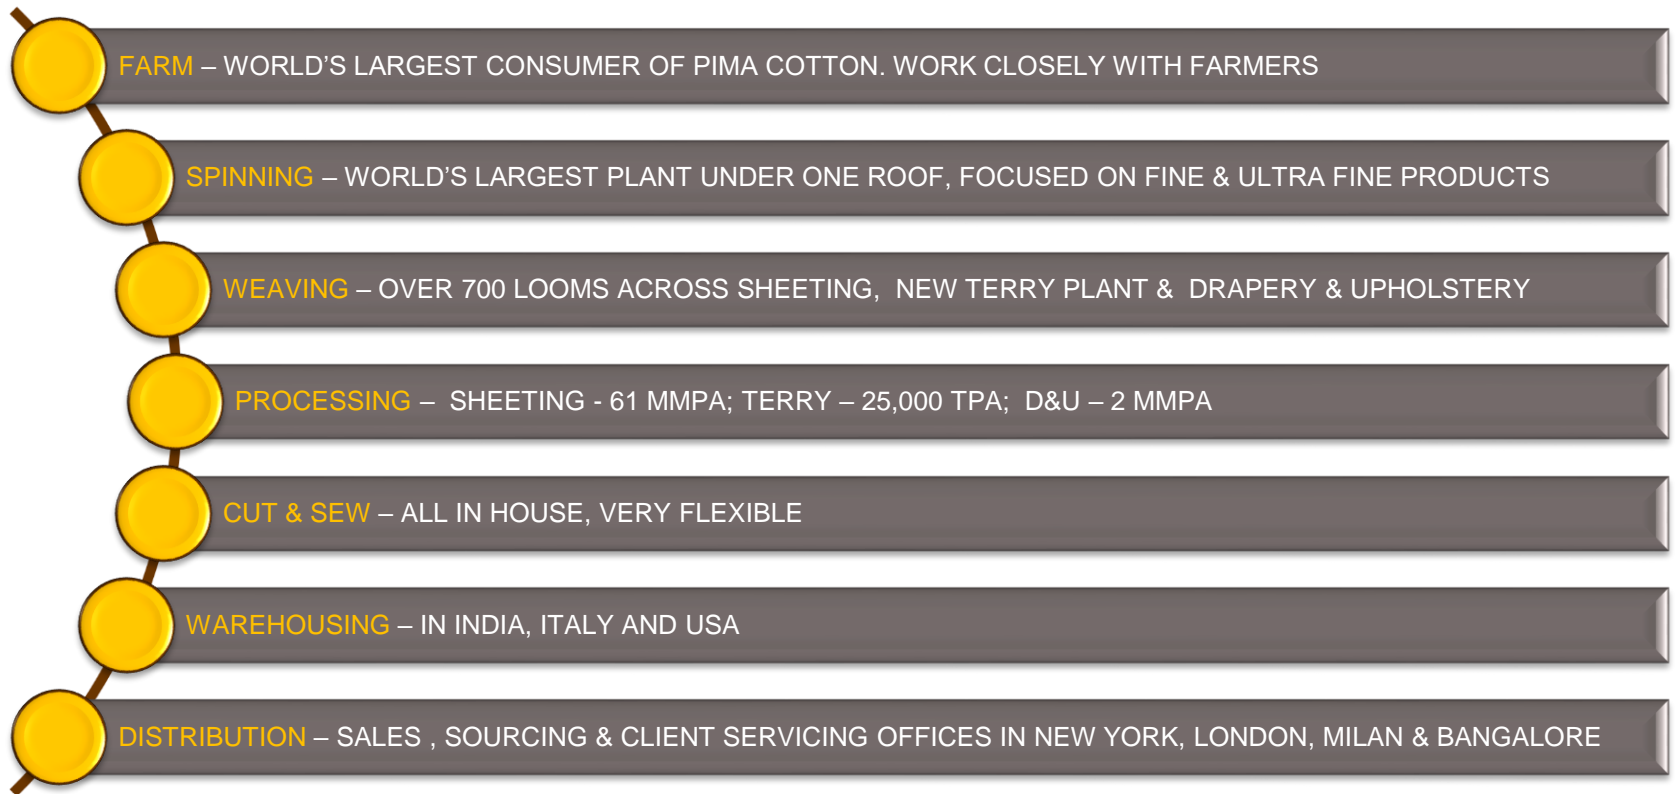 FARM – WORLD’S LARGEST CONSUMER OF PIMA COTTON. WORK CLOSELY WITH FARMERS
SPINNING – WORLD’S LARGEST PLANT UNDER ONE ROOF, FOCUSED ON FINE & ULTRA FINE PRODUCTS
WEAVING – OVER 700 LOOMS ACROSS SHEETING, NEW TERRY PLANT & DRAPERY & UPHOLSTERY
PROCESSING – SHEETING - 61 MMPA; TERRY – 25,000 TPA; D&U – 2 MMPA
CUT & SEW – ALL IN HOUSE, VERY FLEXIBLE
WAREHOUSING – IN INDIA, ITALY AND USA
DISTRIBUTION – SALES , SOURCING & CLIENT SERVICING OFFICES IN NEW YORK, LONDON, MILAN & BANGALORE